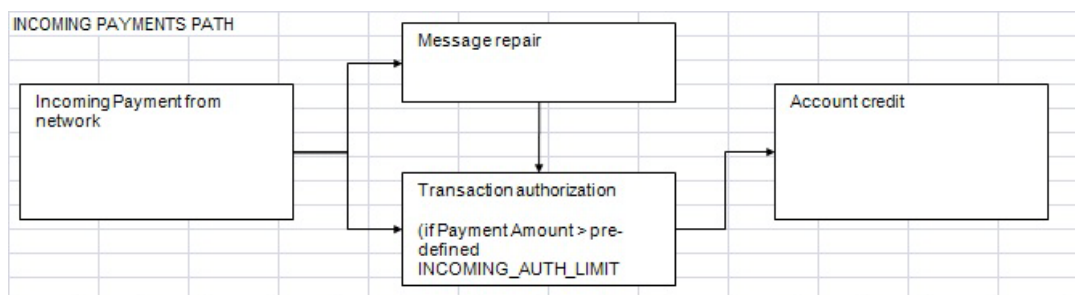 INCOMING PAYMENTS PATH
Message repair
Incoming Payment from
network
Account credit
Transaction authorization
(if Payment Amount > pre-
defined
INCOMING_AUTH_LIMIT